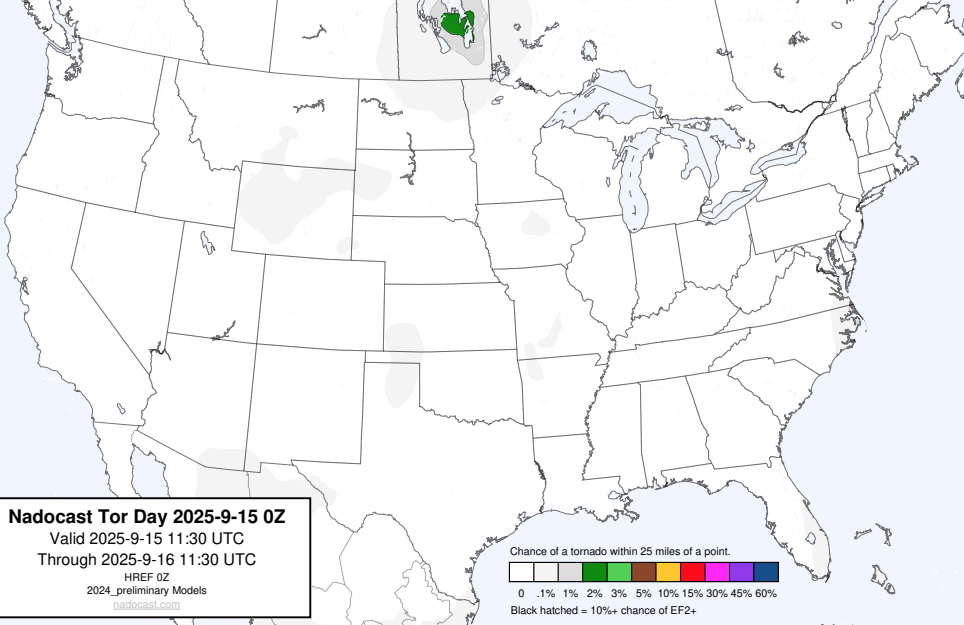 Nadocast Tor Day 2025-9-15 0Z
Valid 2025-9-15 11:30 UTC
Through 2025-9-16 11:30 UTC
HREF 0Z
2024_preliminary Models
nadocast.com
Chance of a tornado within 25 miles of a point.
0 .1% 1% 2% 3% 5% 10% 15% 30% 45% 60%
Black hatched = 10%+ chance of EF2+